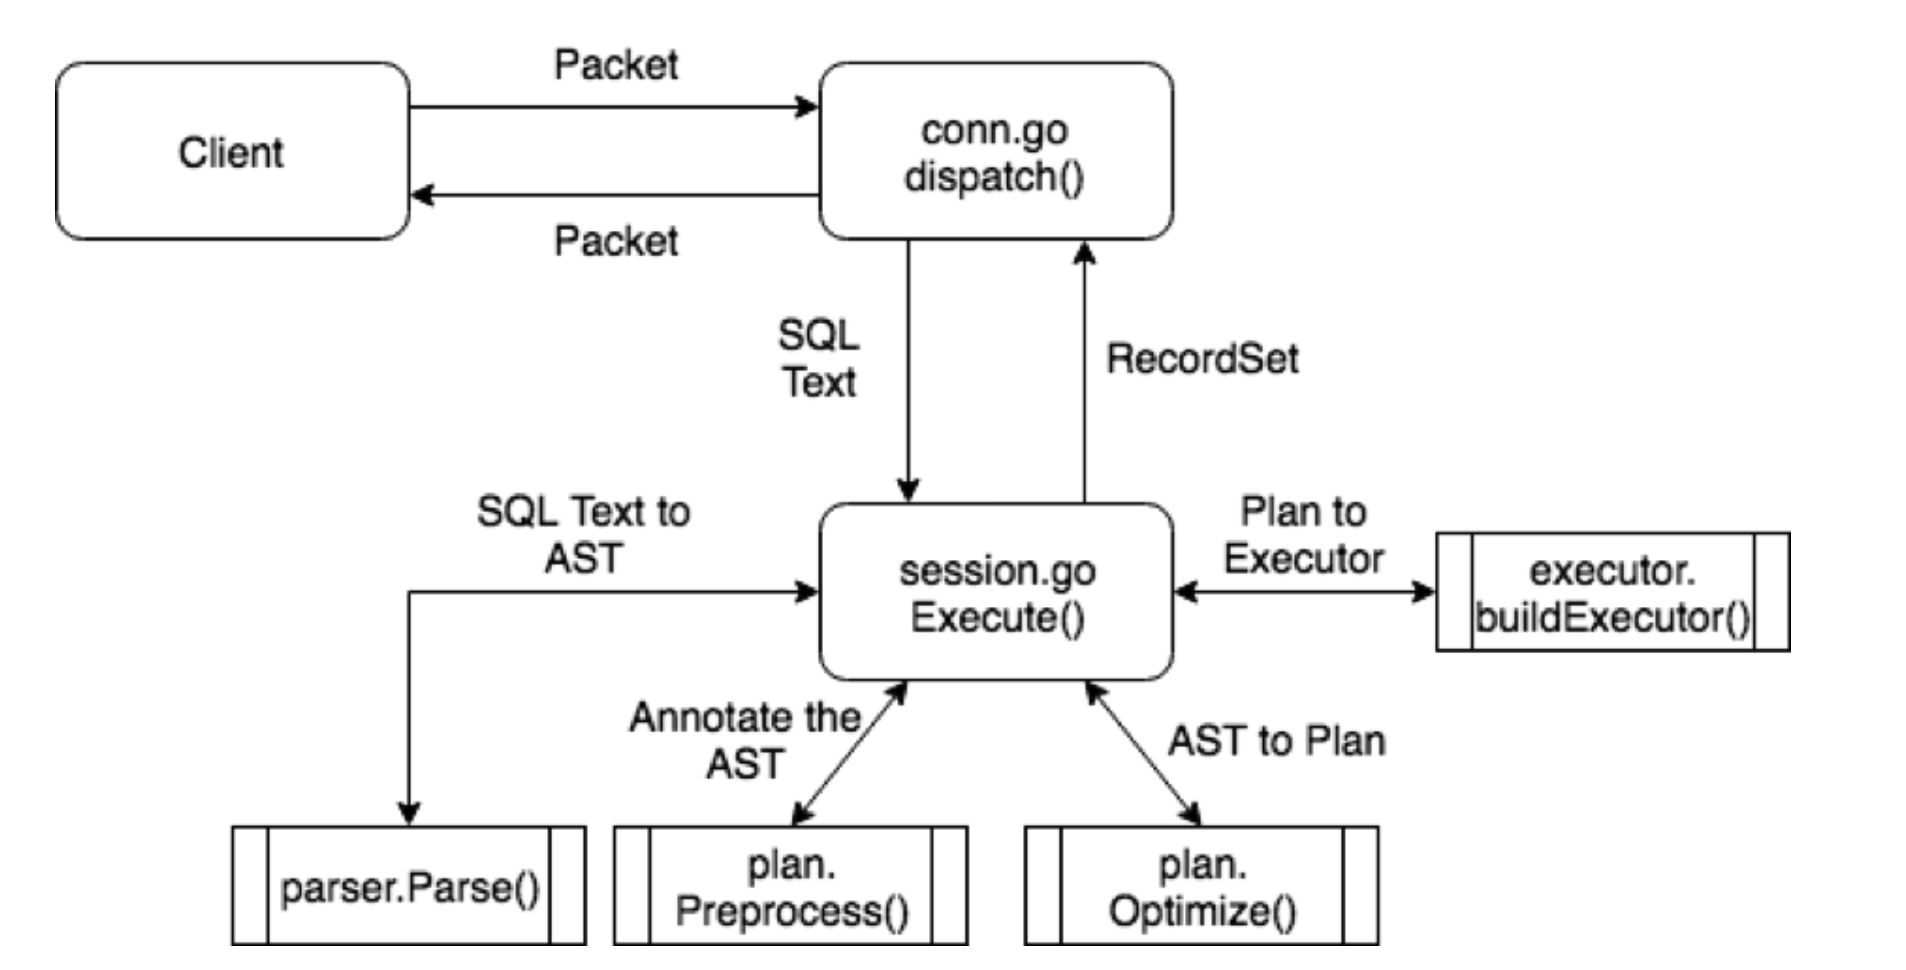 Packet
Client
conn.go
dispatch()
Packet
SQL
Text
RecordSet
SQL Text to
AST
session.go
Execute()
Plan to
Executor
executor.
buildExecutor()
Annotate the
AST
AST to Plan
parser.Parse()
plan.
Preprocess()
plan.
Optimize()